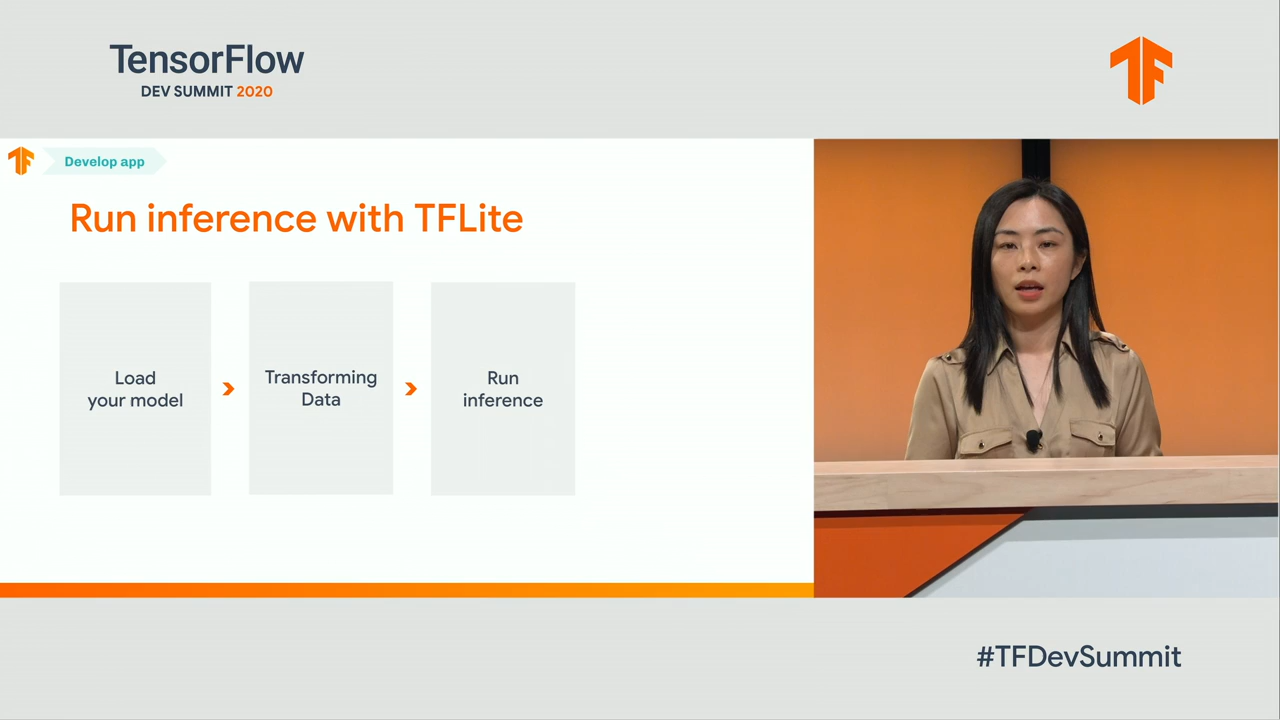 TensorFlow
DEV SUMMIT 2020
Develop app
Run inference with TFLite
Load
your model
Transforming
Data
Run
inference
#TFDevSummit